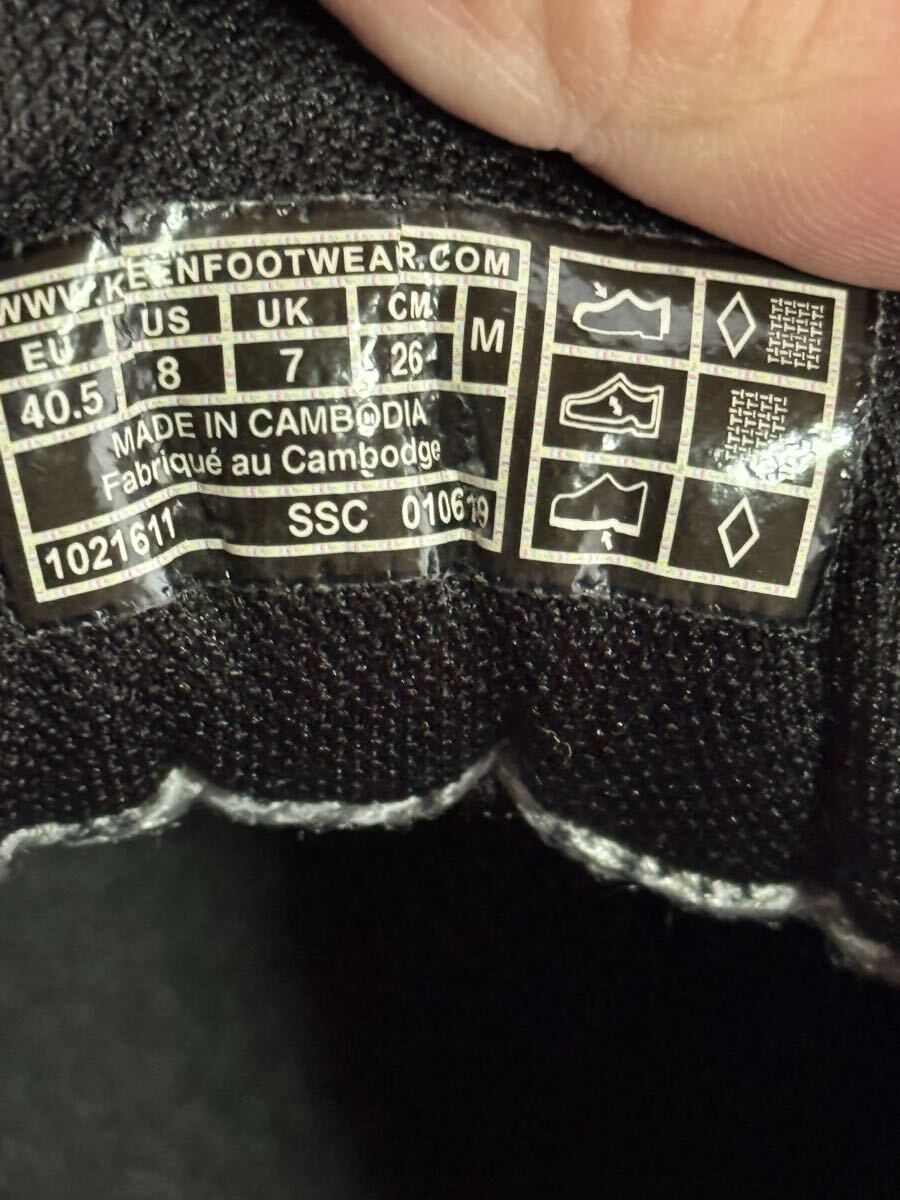 WWW.KEENFOOTWEAR.COM
EU US UK CM M
40.5 8 7 26
MADE IN CAMBODIA
Fabriqué au Cambodge
1021611 SSC 010619